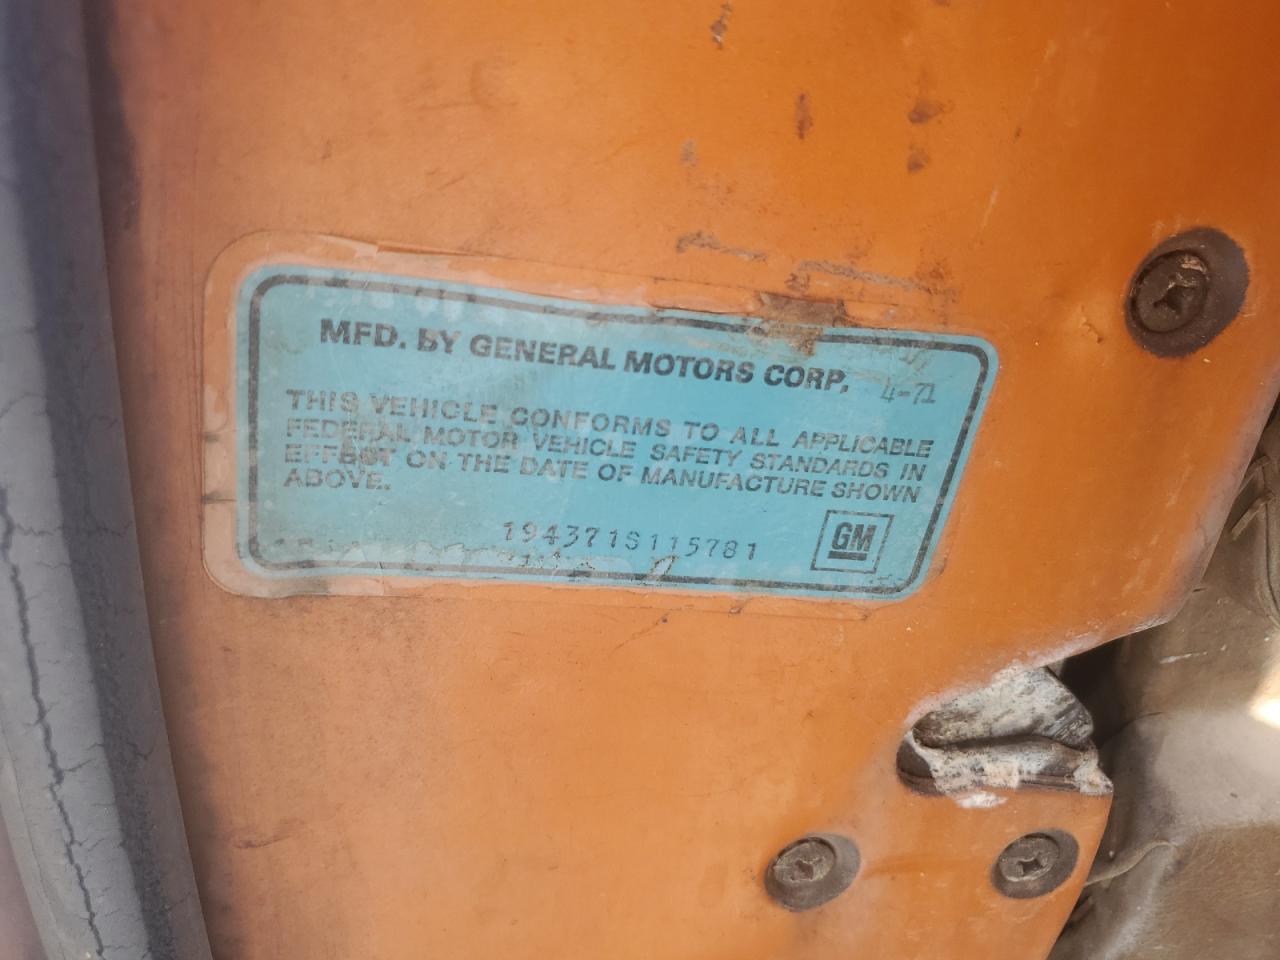 MFD. BY GENERAL MOTORS CORP. 4-71
THIS VEHICLE CONFORMS TO ALL APPLICABLE
FEDERAL MOTOR VEHICLE SAFETY STANDARDS IN
EFFECT ON THE DATE OF MANUFACTURE SHOWN
ABOVE.
194371S115781
GM